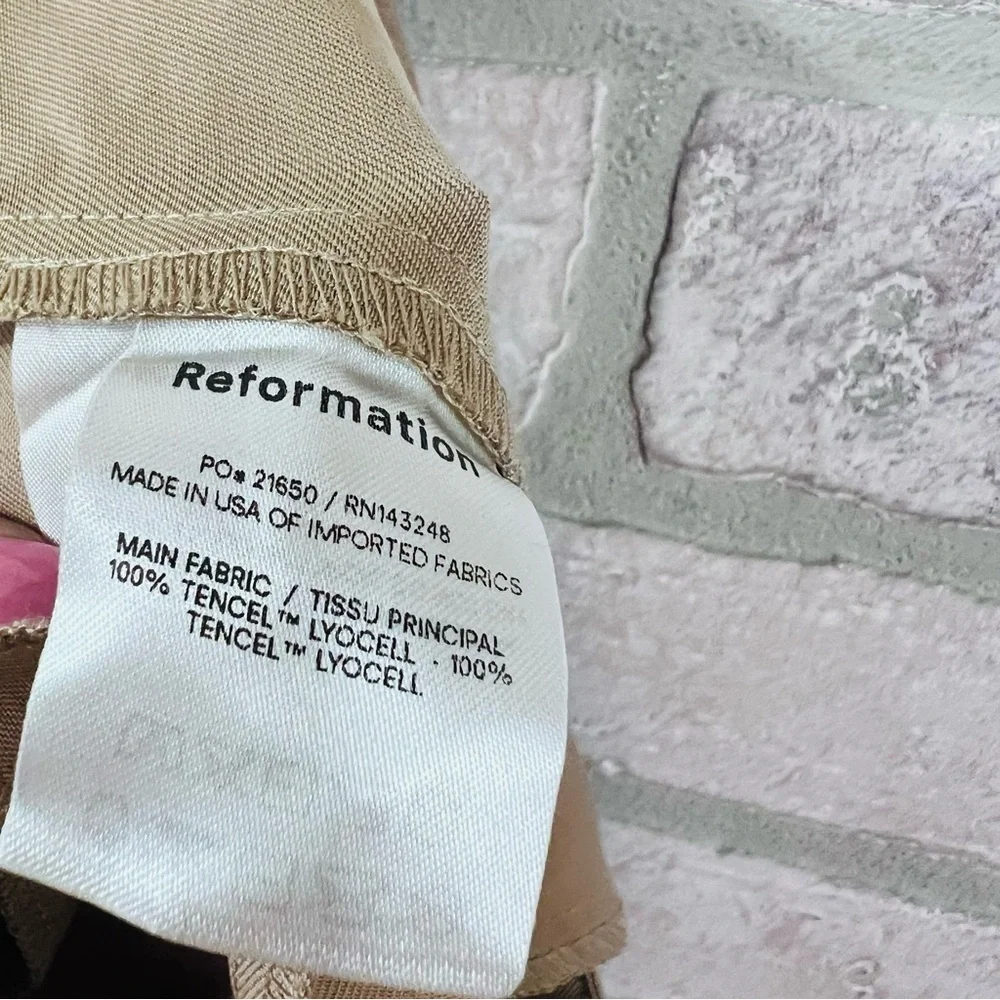 Reformation
PO# 21650 / RN143248
MADE IN USA OF IMPORTED FABRICS
MAIN FABRIC / TISSU PRINCIPAL
100% TENCEL™ LYOCELL - 100%
TENCEL™ LYOCELL